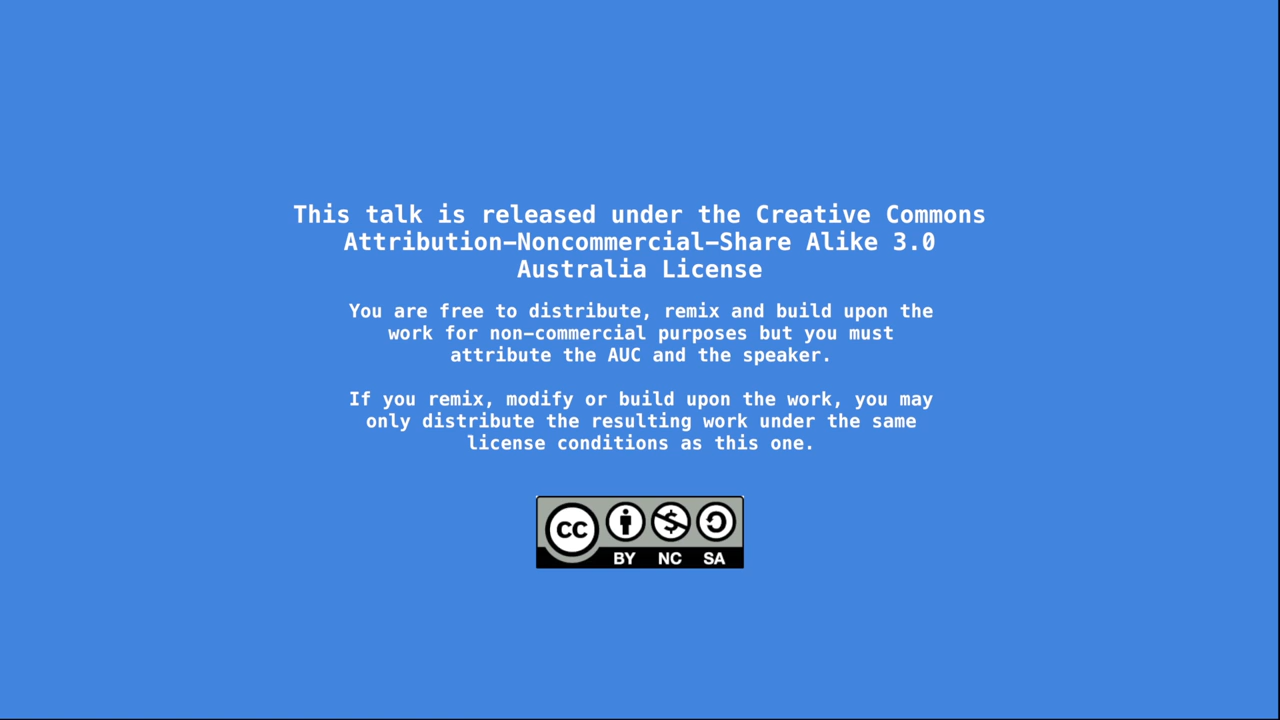 This talk is released under the Creative Commons
Attribution-Noncommercial-Share Alike 3.0
Australia License
You are free to distribute, remix and build upon the
work for non-commercial purposes but you must
attribute the AUC and the speaker.
If you remix, modify or build upon the work, you may
only distribute the resulting work under the same
license conditions as this one.
cc
BY NC SA